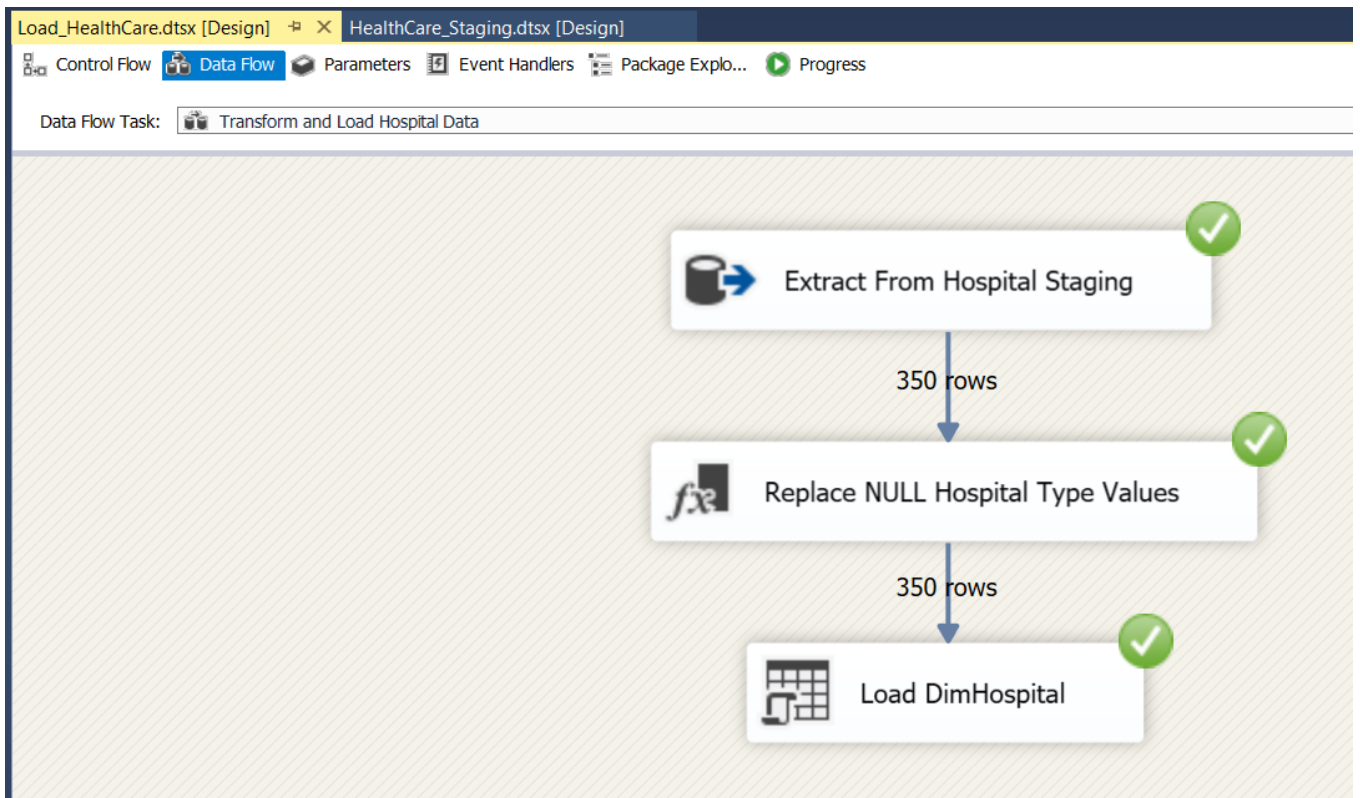 Load_HealthCare.dtsx [Design] HealthCare_Staging.dtsx [Design]
Control Flow Data Flow Parameters Event Handlers Package Explo... Progress
Data Flow Task: Transform and Load Hospital Data
Extract From Hospital Staging
350 rows
fx Replace NULL Hospital Type Values
350 rows
Load DimHospital